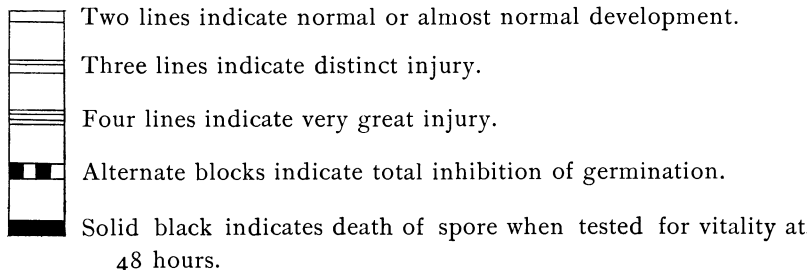 Two lines indicate normal or almost normal development.
Three lines indicate distinct injury.
Four lines indicate very great injury.
Alternate blocks indicate total inhibition of germination.
Solid black indicates death of spore when tested for vitality at
48 hours.